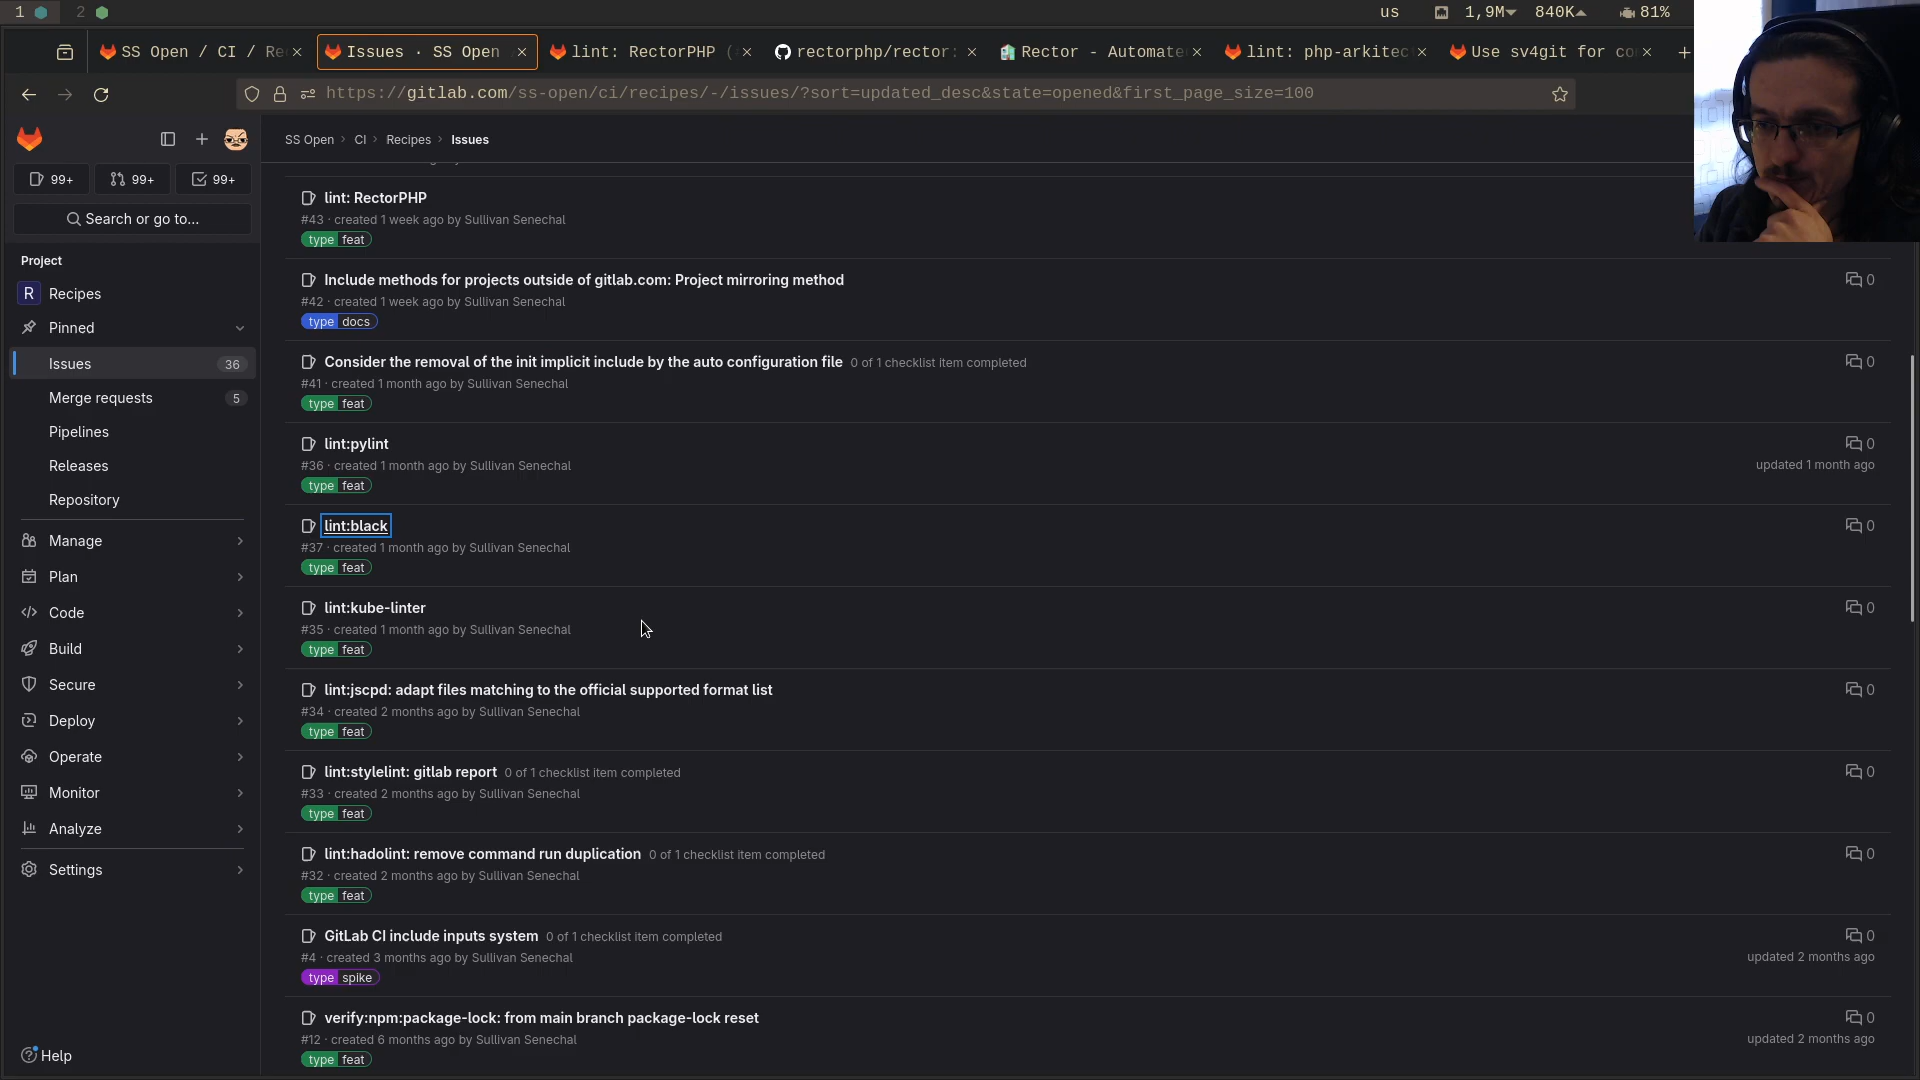 1 2 us 1,9M 840K 81%
SS Open / CI / Re Issues · SS Open lint: RectorPHP ( rectorphp/rector: Rector - Automate lint: php-arkitec Use sv4git for co
https://gitlab.com/ss-open/ci/recipes/-/issues/?sort=updated_desc&state=opened&first_page_size=100
SS Open CI Recipes Issues
99+ 99+ 99+
Search or go to...
Project
R Recipes
Pinned
Issues 36
Merge requests 5
Pipelines
Releases
Repository
Manage
Plan
Code
Build
Secure
Deploy
Operate
Monitor
Analyze
Settings
Help
lint: RectorPHP
#43 · created 1 week ago by Sullivan Senechal
type feat
Include methods for projects outside of gitlab.com: Project mirroring method 0
#42 · created 1 week ago by Sullivan Senechal
type docs
Consider the removal of the init implicit include by the auto configuration file 0 of 1 checklist item completed 0
#41 · created 1 month ago by Sullivan Senechal
type feat
lint:pylint 0
#36 · created 1 month ago by Sullivan Senechal updated 1 month ago
type feat
lint:black 0
#37 · created 1 month ago by Sullivan Senechal
type feat
lint:kube-linter 0
#35 · created 1 month ago by Sullivan Senechal
type feat
lint:jscpd: adapt files matching to the official supported format list 0
#34 · created 2 months ago by Sullivan Senechal
type feat
lint:stylelint: gitlab report 0 of 1 checklist item completed 0
#33 · created 2 months ago by Sullivan Senechal
type feat
lint:hadolint: remove command run duplication 0 of 1 checklist item completed 0
#32 · created 2 months ago by Sullivan Senechal
type feat
GitLab CI include inputs system 0 of 1 checklist item completed 0
#4 · created 3 months ago by Sullivan Senechal updated 2 months ago
type spike
verify:npm:package-lock: from main branch package-lock reset 0
#12 · created 6 months ago by Sullivan Senechal updated 2 months ago
type feat